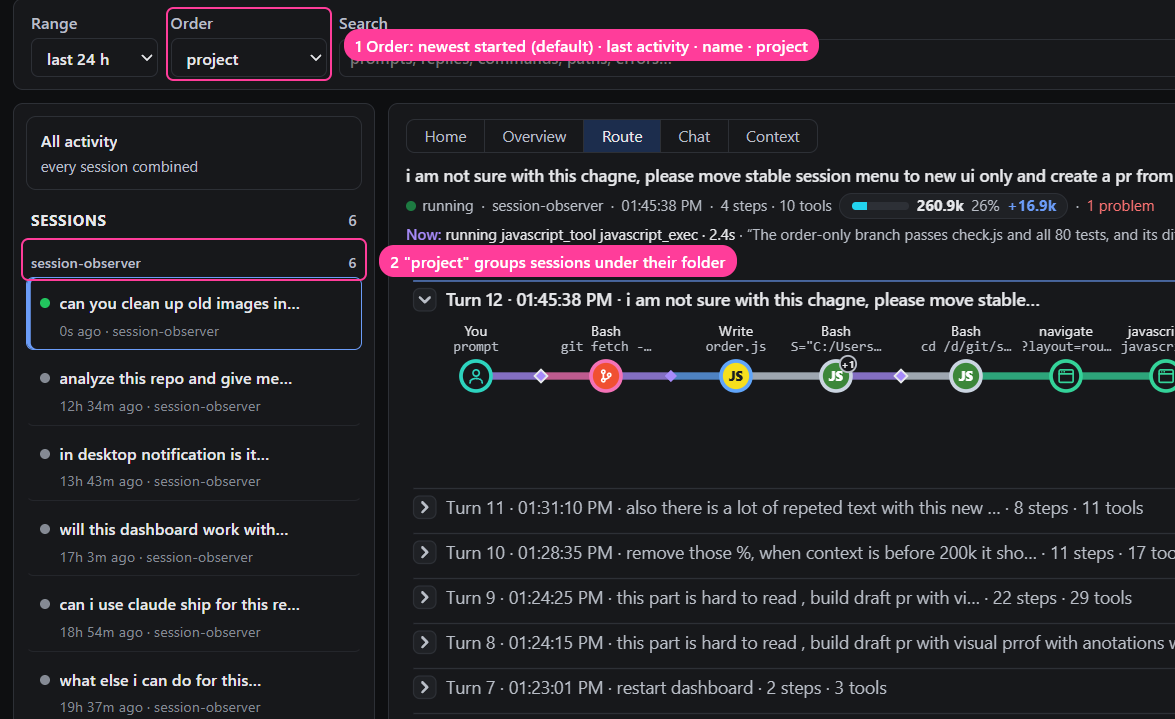 Range
Order
Search
last 24 h
project
1 Order: newest started (default) · last activity · name · project
prompts, replies, commands, paths, errors...
All activity
every session combined
SESSIONS 6
session-observer 6
can you clean up old images in...
0s ago · session-observer
analyze this repo and give me...
12h 34m ago · session-observer
in desktop notification is it...
13h 43m ago · session-observer
will this dashboard work with...
17h 3m ago · session-observer
can i use claude ship for this re...
18h 54m ago · session-observer
what else i can do for this...
19h 37m ago · session-observer
Home
Overview
Route
Chat
Context
i am not sure with this chagne, please move stable session menu to new ui only and create a pr from
running · session-observer · 01:45:38 PM · 4 steps · 10 tools 260.9k 26% +16.9k · 1 problem
Now: running javascript_tool javascript_exec · 2.4s · “The order-only branch passes check.js and all 80 tests, and its di
2 "project" groups sessions under their folder
Turn 12 · 01:45:38 PM · i am not sure with this chagne, please move stable...
You
prompt
Bash
git fetch -…
Write
order.js
JS
Bash
S="C:/Users…
JS
+1
Bash
cd /d/git/s…
JS
navigate
?layout=rou…
javascri
javascr
Turn 11 · 01:31:10 PM · also there is a lot of repeted text with this new ... · 8 steps · 11 tools
Turn 10 · 01:28:35 PM · remove those %, when context is before 200k it sho... · 11 steps · 17 too
Turn 9 · 01:24:25 PM · this part is hard to read , build draft pr with vi... · 22 steps · 29 tools
Turn 8 · 01:24:15 PM · this part is hard to read , build draft pr with visual prrof with anotations w
Turn 7 · 01:23:01 PM · restart dashboard · 2 steps · 3 tools